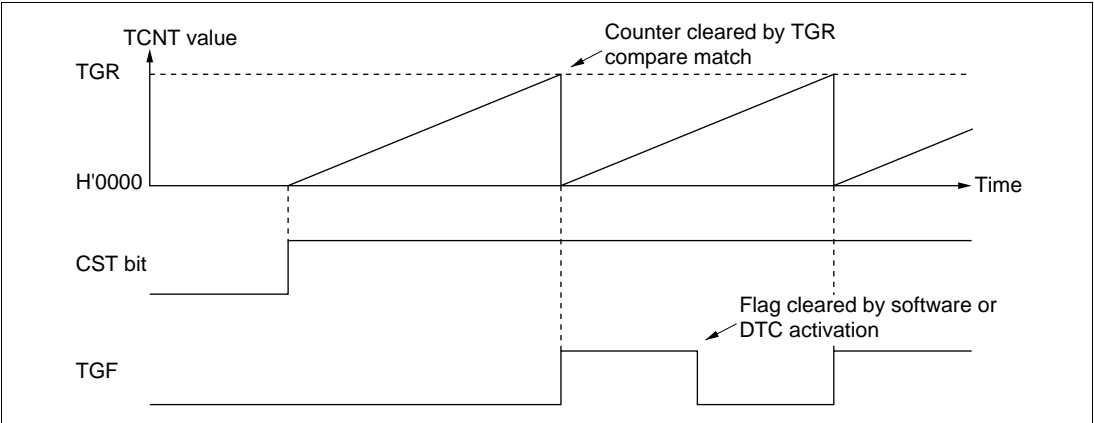 TCNT value
Counter cleared by TGR
compare match
TGR
H'0000
Time
CST bit
Flag cleared by software or
DTC activation
TGF